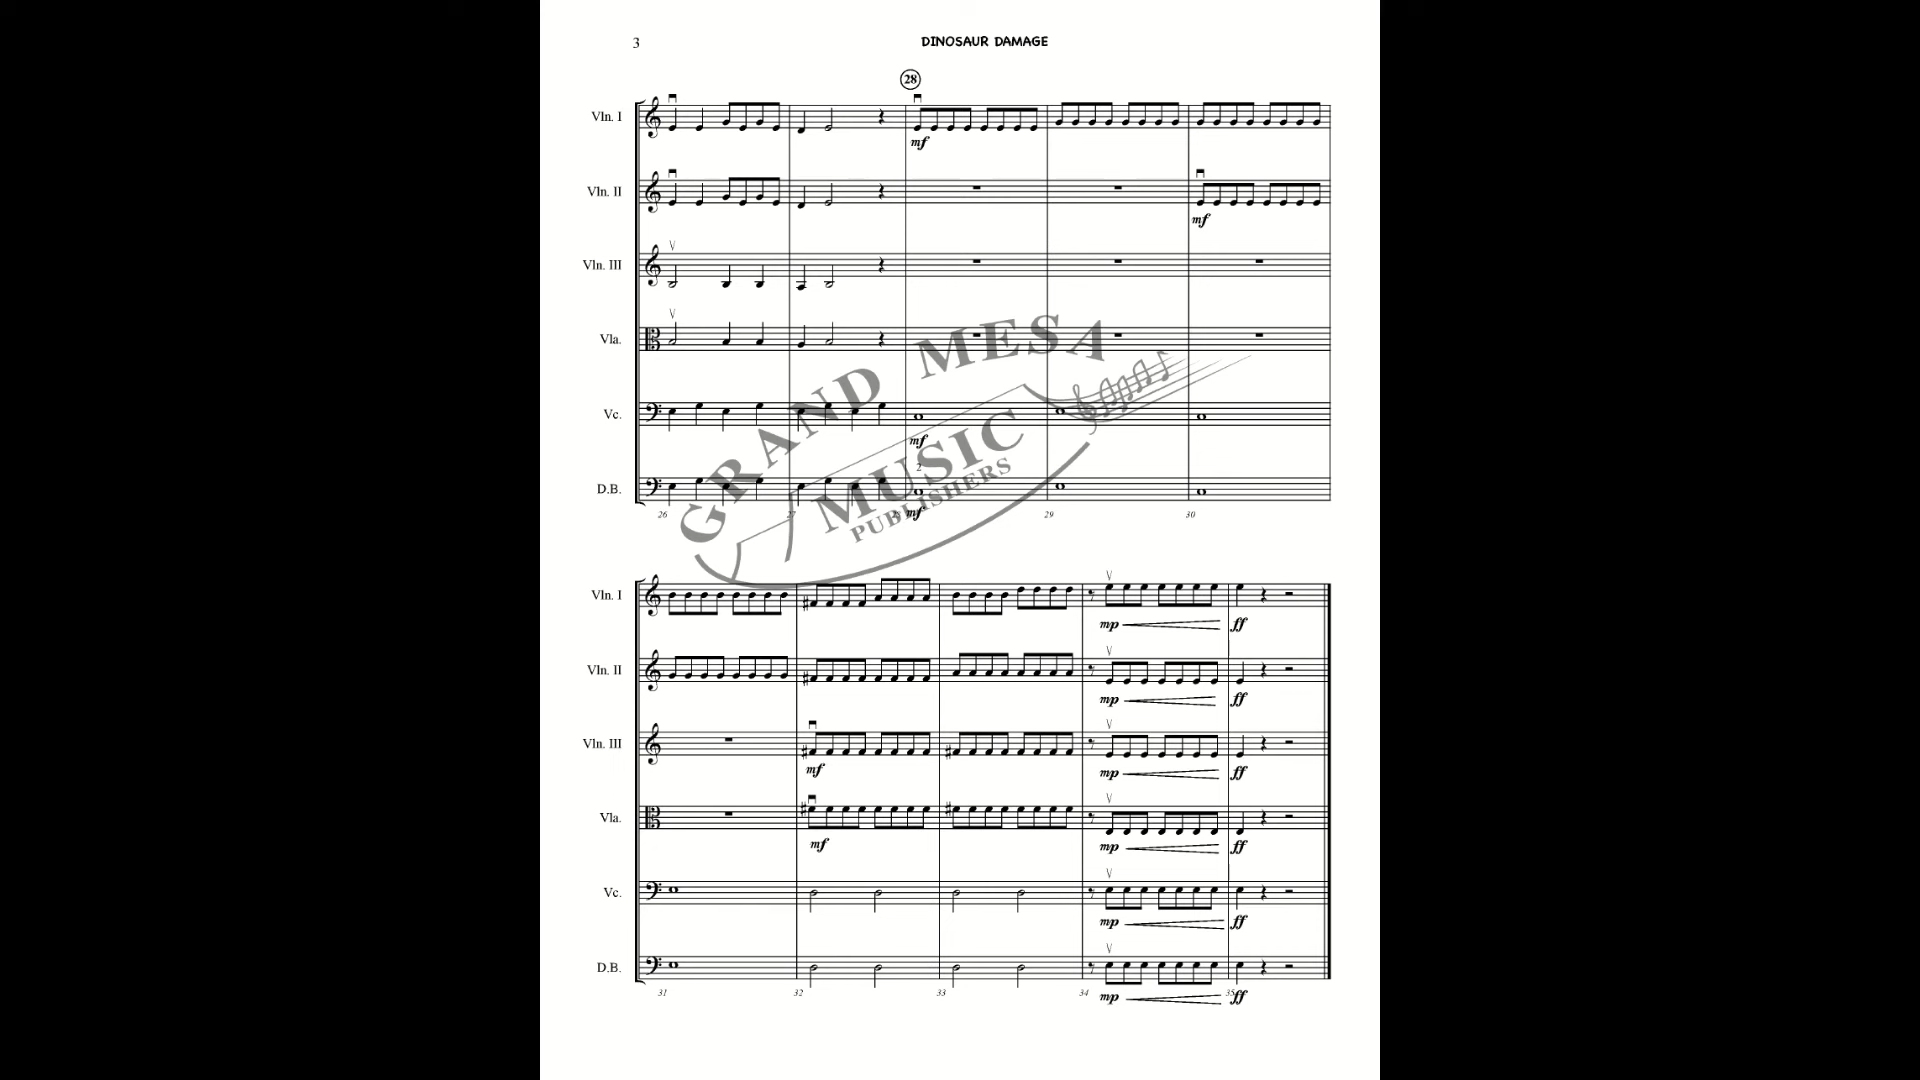 3
DINOSAUR DAMAGE
28
Vln. I
mf
Vln. II
mf
Vln. III
Vla.
Vc.
mf
2
D.B.
mf
26 27 29 30
GRAND MESA
MUSIC
PUBLISHERS
Vln. I
mp ff
Vln. II
mp ff
Vln. III
mf mp ff
Vla.
mf mp ff
Vc.
mp ff
D.B.
mp ff
31 32 33 34 35